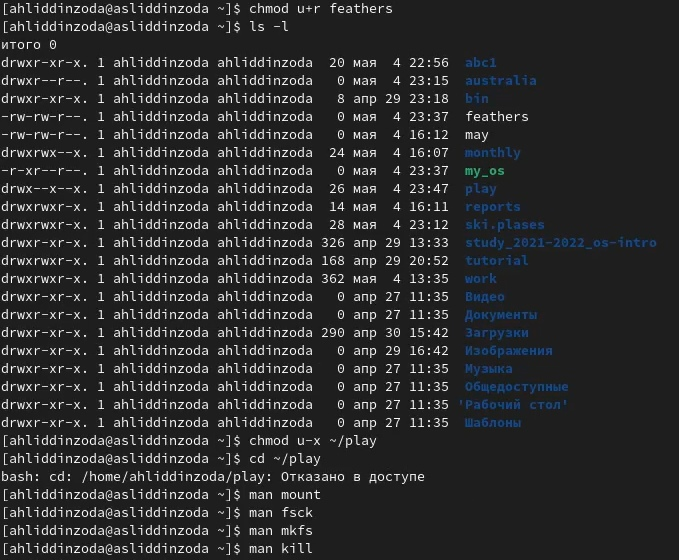 [ahliddinzoda@asliddinzoda ~]$ chmod u+r feathers
[ahliddinzoda@asliddinzoda ~]$ ls -l
итого 0
drwxr-xr-x. 1 ahliddinzoda ahliddinzoda  20 мая  4 22:56  abc1
drwxr--r--. 1 ahliddinzoda ahliddinzoda   0 мая  4 23:15  australia
drwxr-xr-x. 1 ahliddinzoda ahliddinzoda   8 апр 29 23:18  bin
-rw-rw-r--. 1 ahliddinzoda ahliddinzoda   0 мая  4 23:37  feathers
-rw-rw-r--. 1 ahliddinzoda ahliddinzoda   0 мая  4 16:12  may
drwxrwx--x. 1 ahliddinzoda ahliddinzoda  24 мая  4 16:07  monthly
-r-xr--r--. 1 ahliddinzoda ahliddinzoda   0 мая  4 23:37  my_os
drwx--x--x. 1 ahliddinzoda ahliddinzoda  26 мая  4 23:47  play
drwxrwxr-x. 1 ahliddinzoda ahliddinzoda  14 мая  4 16:11  reports
drwxrwxr-x. 1 ahliddinzoda ahliddinzoda  28 мая  4 23:12  ski.plases
drwxrwxr-x. 1 ahliddinzoda ahliddinzoda 326 апр 29 13:33  study_2021-2022_os-intro
drwxrwxr-x. 1 ahliddinzoda ahliddinzoda 168 апр 29 20:52  tutorial
drwxrwxr-x. 1 ahliddinzoda ahliddinzoda 362 мая  4 13:35  work
drwxr-xr-x. 1 ahliddinzoda ahliddinzoda   0 апр 27 11:35  Видео
drwxr-xr-x. 1 ahliddinzoda ahliddinzoda   0 апр 27 11:35  Документы
drwxr-xr-x. 1 ahliddinzoda ahliddinzoda 290 апр 30 15:42  Загрузки
drwxr-xr-x. 1 ahliddinzoda ahliddinzoda   0 апр 29 16:42  Изображения
drwxr-xr-x. 1 ahliddinzoda ahliddinzoda   0 апр 27 11:35  Музыка
drwxr-xr-x. 1 ahliddinzoda ahliddinzoda   0 апр 27 11:35  Общедоступные
drwxr-xr-x. 1 ahliddinzoda ahliddinzoda   0 апр 27 11:35 'Рабочий стол'
drwxr-xr-x. 1 ahliddinzoda ahliddinzoda   0 апр 27 11:35  Шаблоны
[ahliddinzoda@asliddinzoda ~]$ chmod u-x ~/play
[ahliddinzoda@asliddinzoda ~]$ cd ~/play
bash: cd: /home/ahliddinzoda/play: Отказано в доступе
[ahliddinzoda@asliddinzoda ~]$ man mount
[ahliddinzoda@asliddinzoda ~]$ man fsck
[ahliddinzoda@asliddinzoda ~]$ man mkfs
[ahliddinzoda@asliddinzoda ~]$ man kill